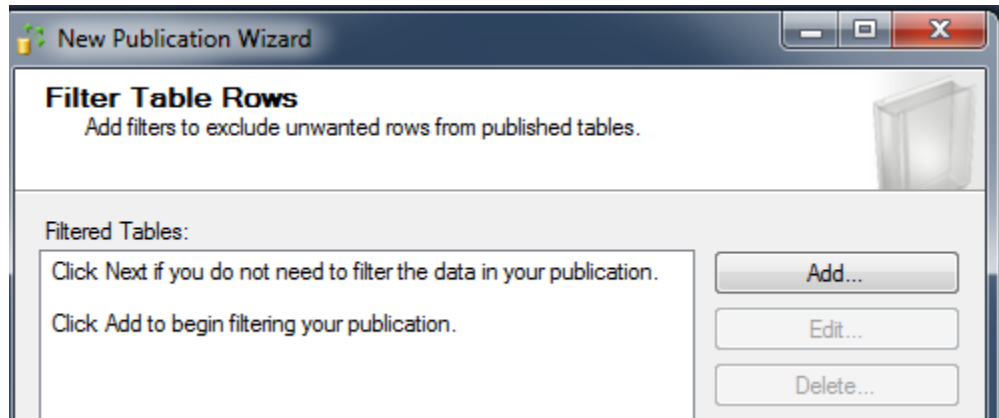 New Publication Wizard
Filter Table Rows
Add filters to exclude unwanted rows from published tables.
Filtered Tables:
Click Next if you do not need to filter the data in your publication.
Add...
Click Add to begin filtering your publication.
Edit...
Delete...